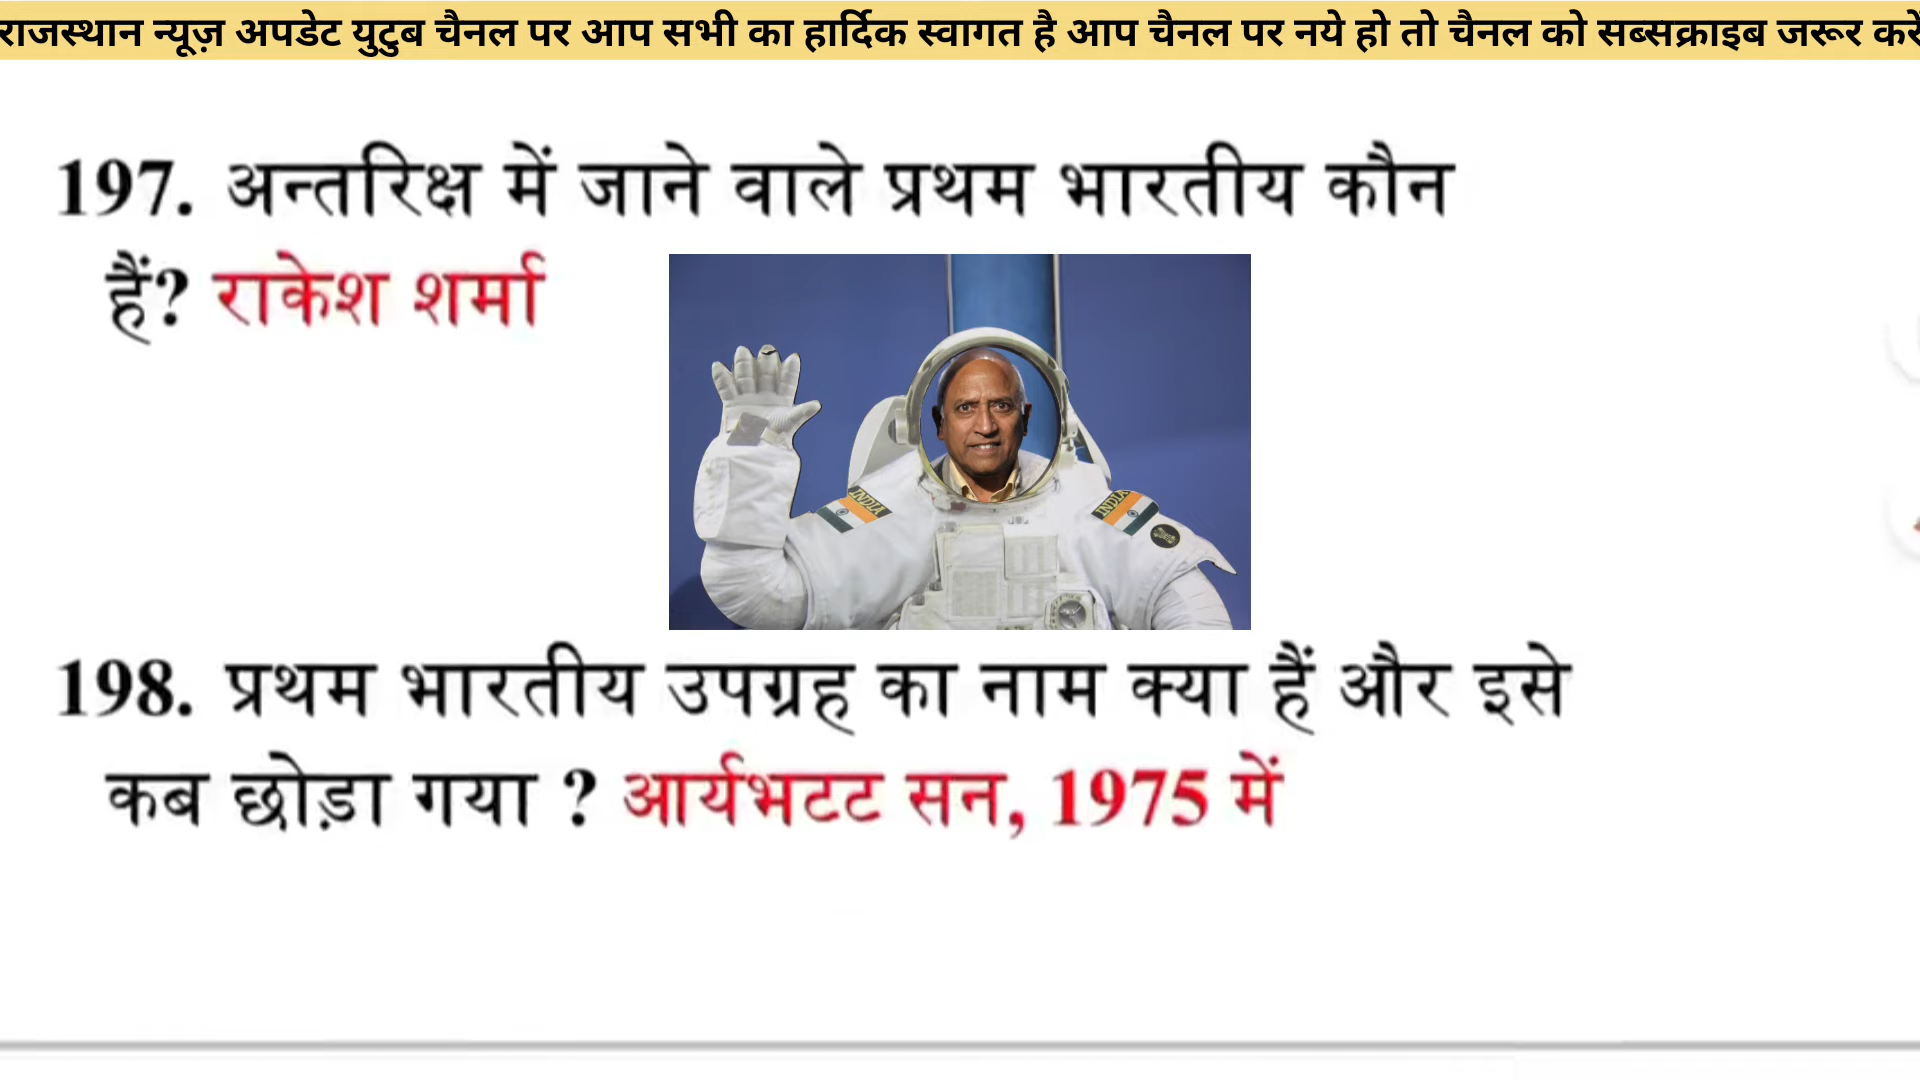 राजस्थान न्यूज़ अपडेट युटुब चैनल पर आप सभी का हार्दिक स्वागत है आप चैनल पर नये हो तो चैनल को सब्सक्राइब जरूर करें
197. अन्तरिक्ष में जाने वाले प्रथम भारतीय कौन
हैं? राकेश शर्मा
INDIA INDIA
198. प्रथम भारतीय उपग्रह का नाम क्या हैं और इसे
कब छोड़ा गया ? आर्यभटट सन, 1975 में